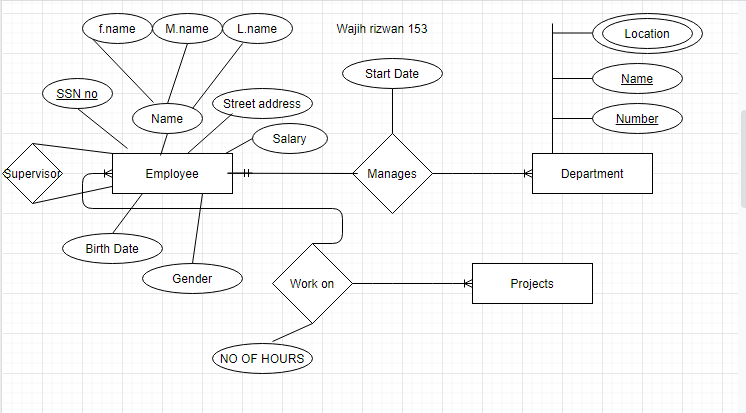 f.name
M.name
L.name
Wajih rizwan 153
Location
Start Date
Name
SSN no
Street address
Name
Number
Salary
Supervisor
Employee
Manages
Department
Birth Date
Gender
Work on
Projects
NO OF HOURS